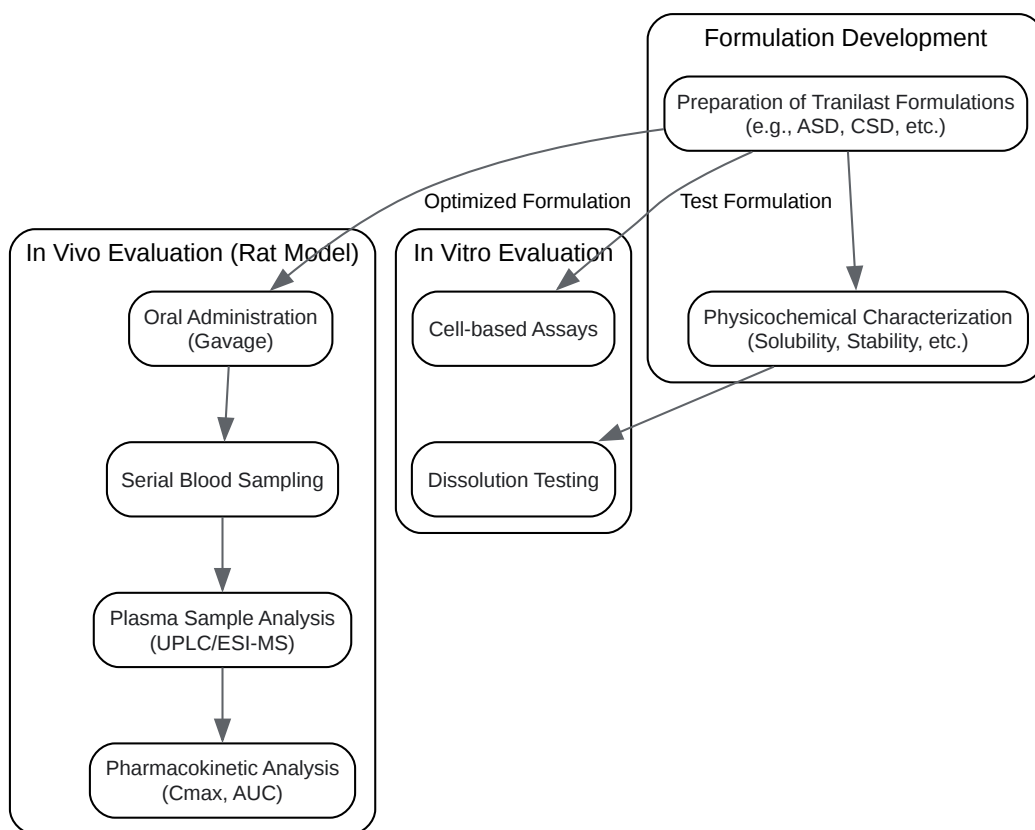 Formulation Development
Preparation of Tranilast Formulations
(e.g., ASD, CSD, etc.)
Optimized Formulation
Test Formulation
In Vivo Evaluation (Rat Model)
In Vitro Evaluation
Oral Administration
(Gavage)
Cell-based Assays
Physicochemical Characterization
(Solubility, Stability, etc.)
Serial Blood Sampling
Dissolution Testing
Plasma Sample Analysis
(UPLC/ESI-MS)
Pharmacokinetic Analysis
(Cmax, AUC)